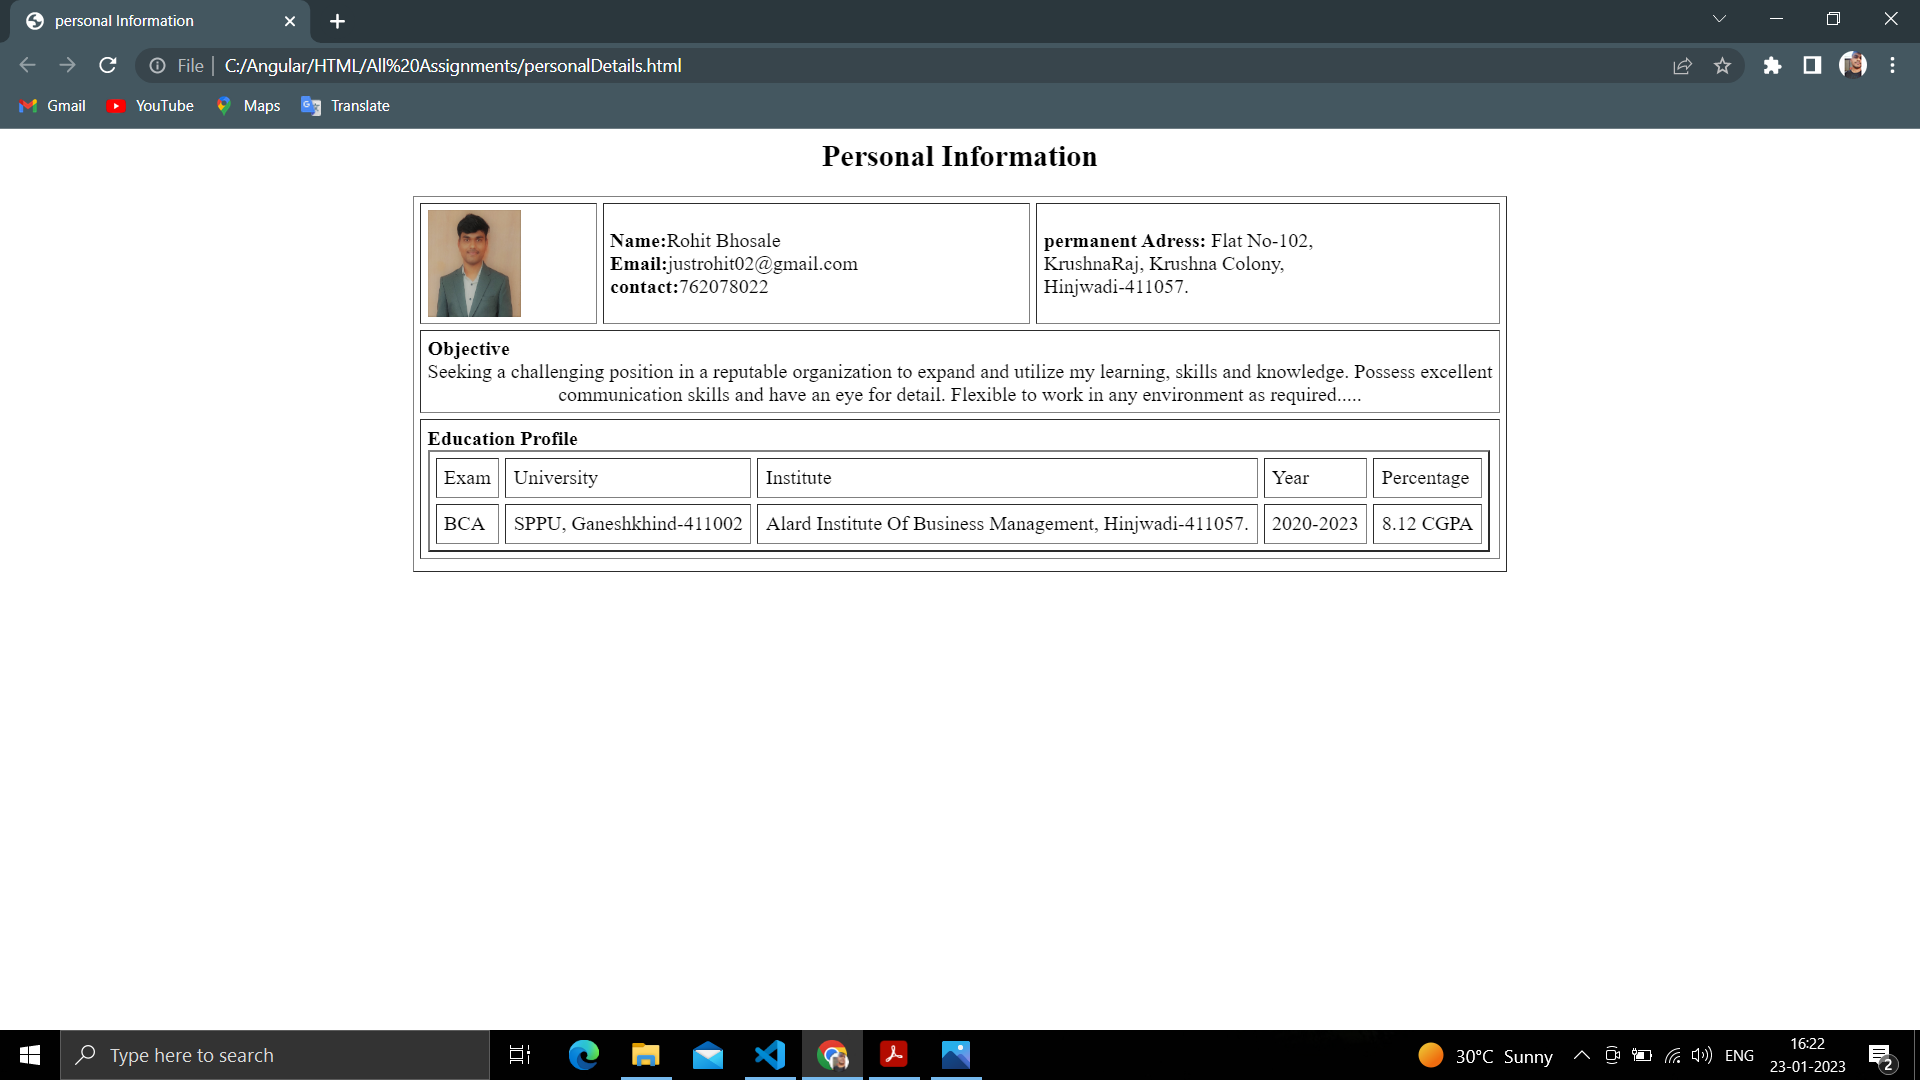 personal Information
File
C:/Angular/HTML/All%20Assignments/personalDetails.html
Gmail
YouTube
Maps
Translate
Personal Information
Name:Rohit Bhosale
Email:justrohit02@gmail.com
contact:762078022
permanent Adress: Flat No-102,
KrushnaRaj, Krushna Colony,
Hinjwadi-411057.
Objective
Seeking a challenging position in a reputable organization to expand and utilize my learning, skills and knowledge. Possess excellent
communication skills and have an eye for detail. Flexible to work in any environment as required.....
Education Profile
Exam University Institute Year Percentage
BCA SPPU, Ganeshkhind-411002 Alard Institute Of Business Management, Hinjwadi-411057. 2020-2023 8.12 CGPA
Type here to search
30°C Sunny
ENG
16:22
23-01-2023
2